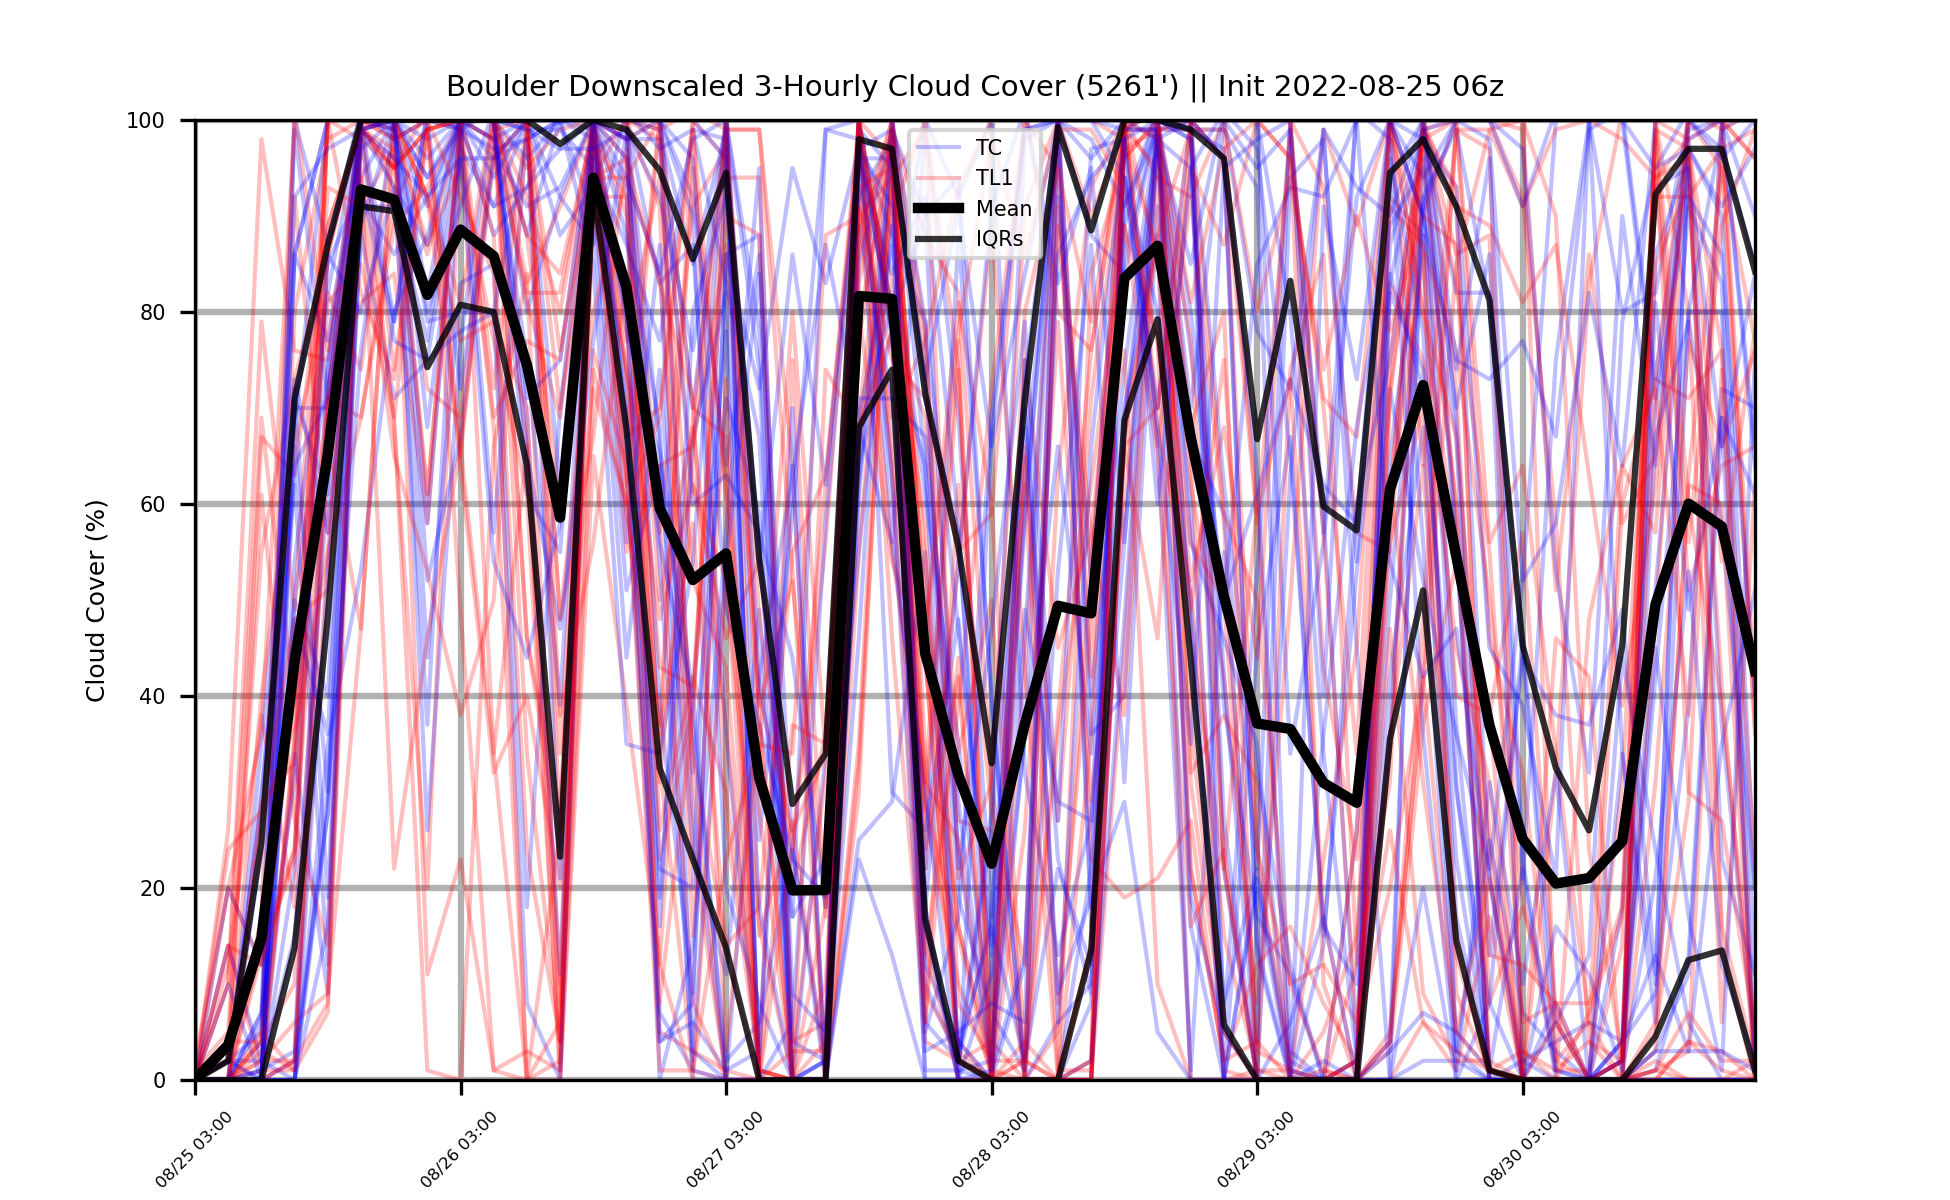 Boulder Downscaled 3-Hourly Cloud Cover (5261') || Init 2022-08-25 06z
Cloud Cover (%)
100
80
60
40
20
0
TC
TL1
Mean
IQRs
08/25 03:00
08/26 03:00
08/27 03:00
08/28 03:00
08/29 03:00
08/30 03:00